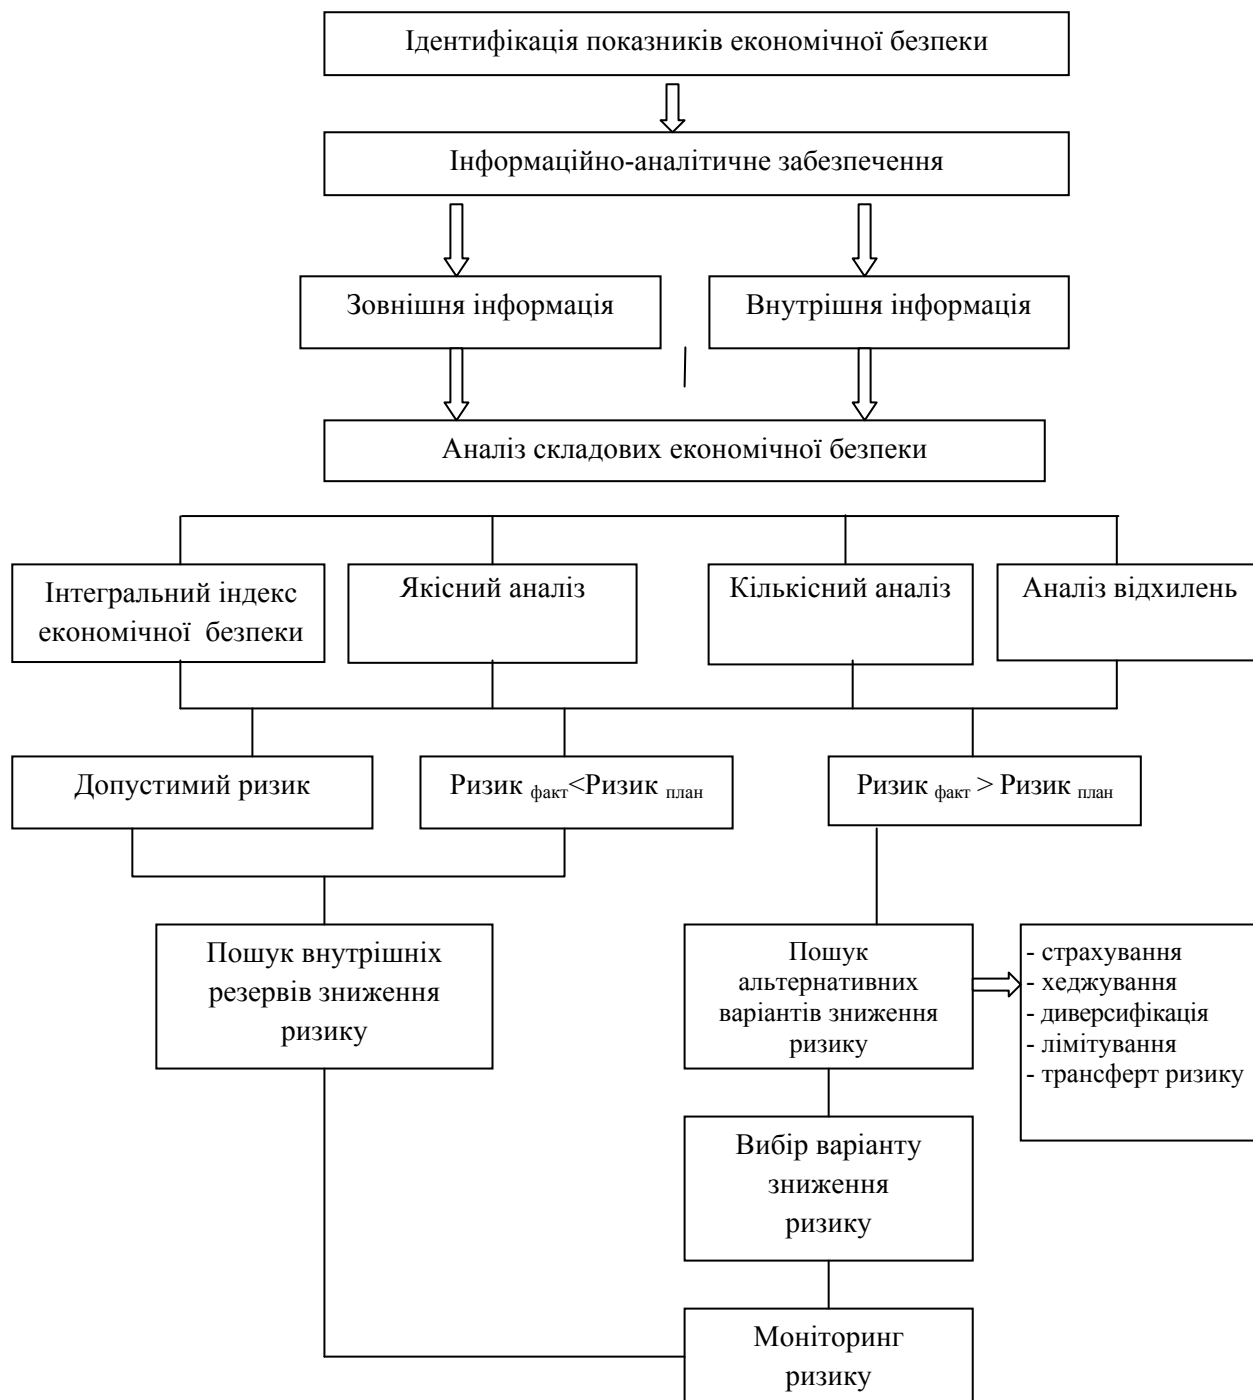 Ідентифікація показників економічної безпеки
Інформаційно-аналітичне забезпечення
Зовнішня інформація
Внутрішня інформація
Аналіз складових економічної безпеки
Інтегральний індекс
економічної безпеки
Якісний аналіз
Кількісний аналіз
Аналіз відхилень
Допустимий ризик
Ризик факт<Ризик план
Ризик факт > Ризик план
Пошук внутрішніх
резервів зниження
ризику
Пошук
альтернативних
варіантів зниження
ризику
- страхування
- хеджування
- диверсифікація
- лімітування
- трансферт ризику
Вибір варіанту
зниження
ризику
Моніторинг
ризику